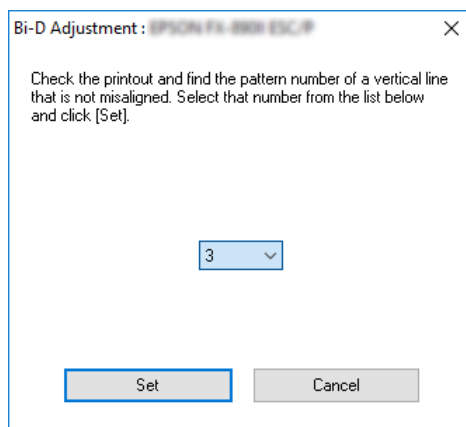 Bi-D Adjustment :
Check the printout and find the pattern number of a vertical line
that is not misaligned. Select that number from the list below
and click [Set].
3
Set
Cancel